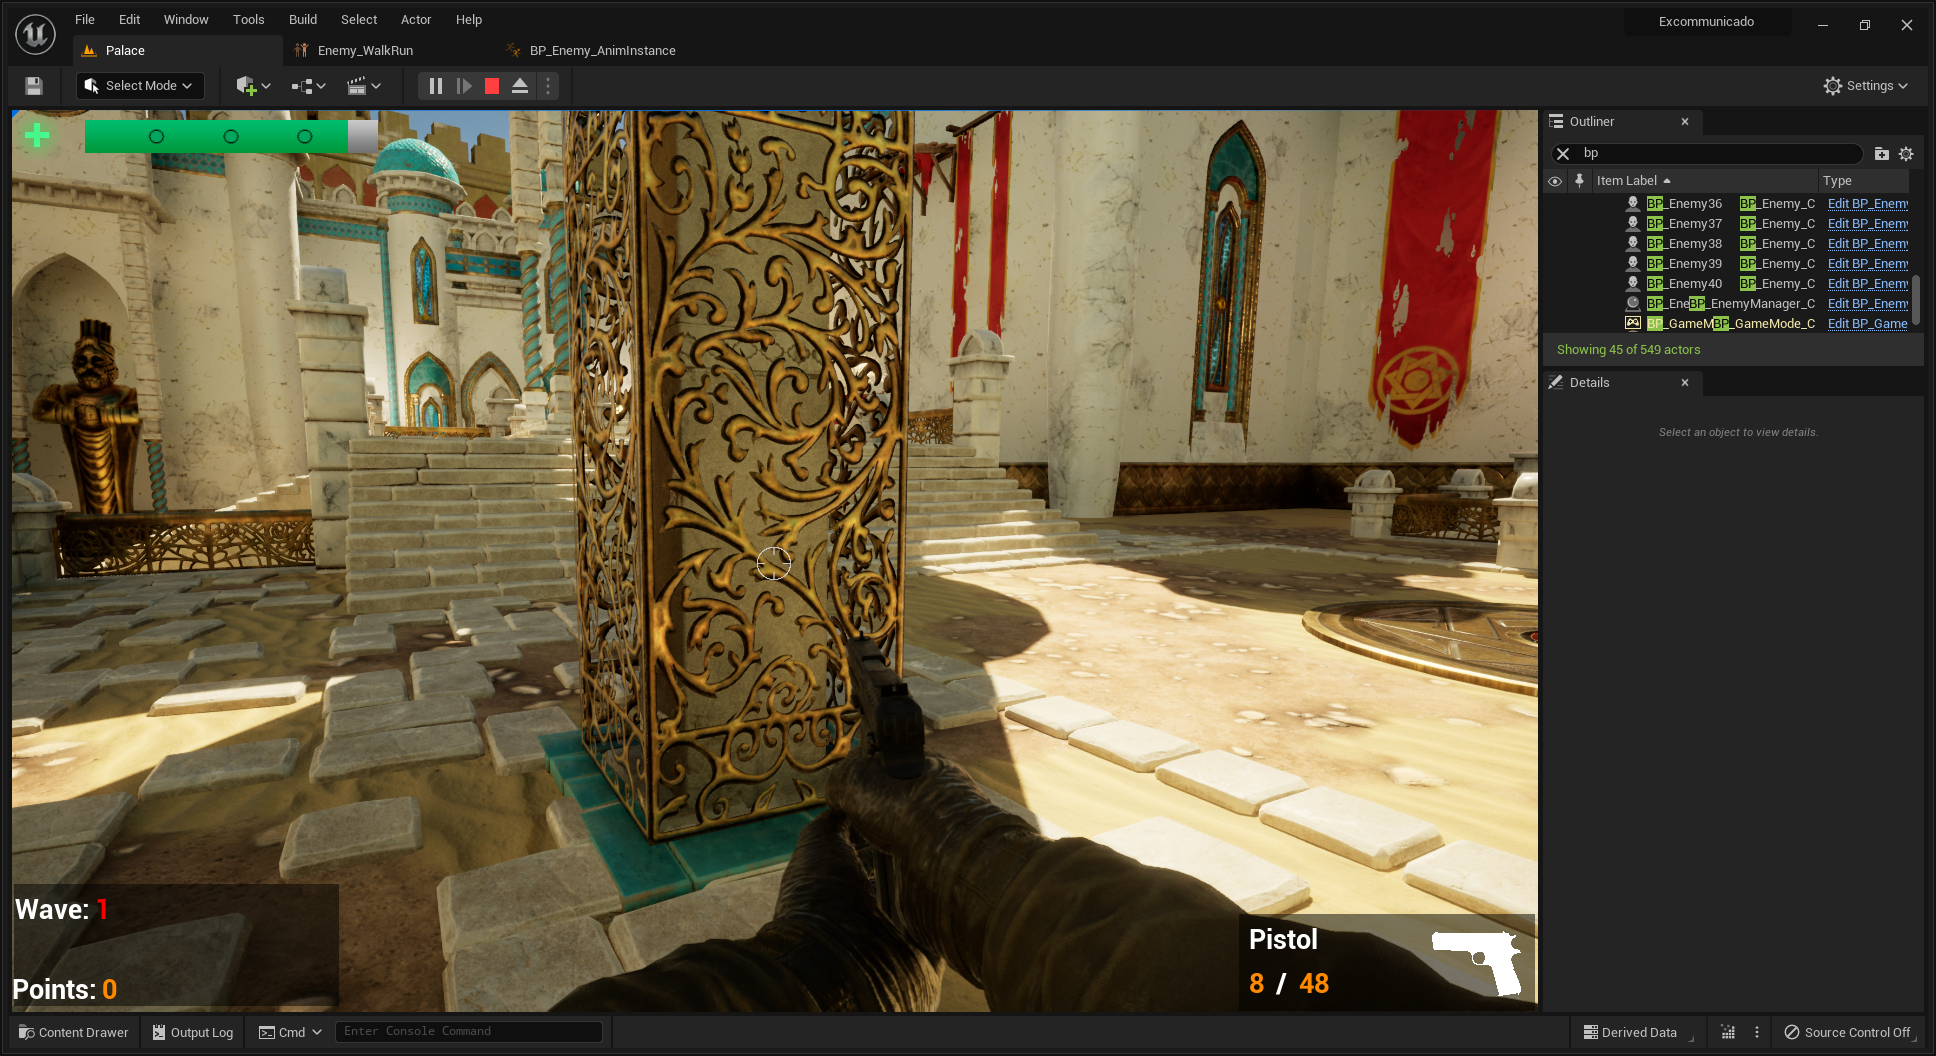 File Edit Window Tools Build Select Actor Help
Excommunicado
Palace
Enemy_WalkRun
BP_Enemy_AnimInstance
Select Mode
Settings
Outliner
bp
Item Label
Type
BP_Enemy36 BP_Enemy_C Edit BP_Enemy
BP_Enemy37 BP_Enemy_C Edit BP_Enemy
BP_Enemy38 BP_Enemy_C Edit BP_Enemy
BP_Enemy39 BP_Enemy_C Edit BP_Enemy
BP_Enemy40 BP_Enemy_C Edit BP_Enemy
BP_EneBP_EnemyManager_C Edit BP_Enemy
BP_GameMBP_GameMode_C Edit BP_Game
Showing 45 of 549 actors
Details
Select an object to view details.
Wave: 1
Points: 0
Pistol
8 / 48
Content Drawer
Output Log
Cmd
Enter Console Command
Derived Data
Source Control Off